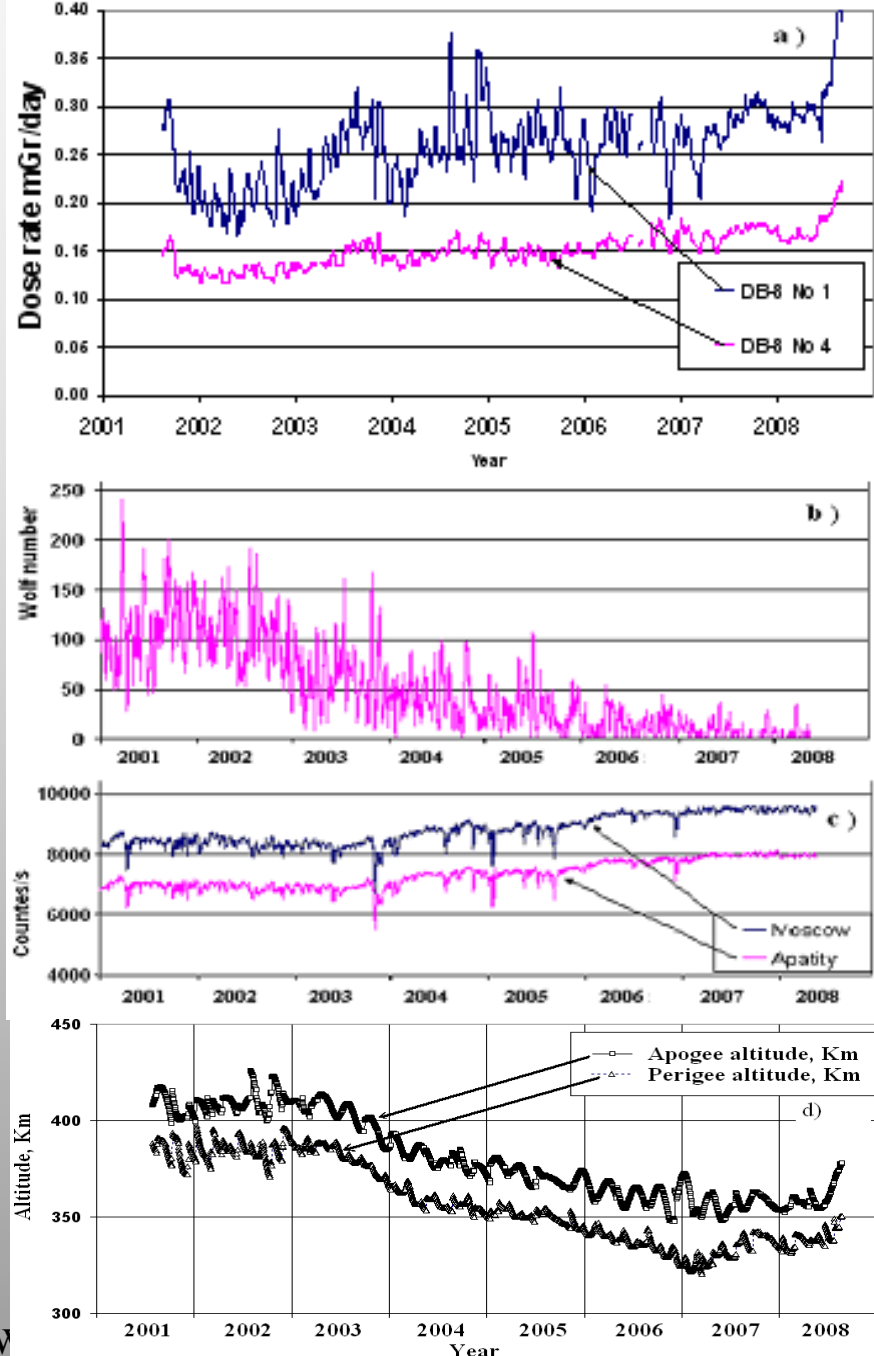 0.40
a )
0.36
0.30
0.26
0.20
0.16
0.10
0.06
0.00
Dose rate mGr/day
DB-8 No 1
DB-8 No 4
2001 2002 2003 2004 2005 2006 2007 2008
Year
250
b )
200
150
100
50
0
Wolf number
2001 2002 2003 2004 2005 2006 2007 2008
10000
c )
8000
6000
4000
Countes/s
Moscow
Apatity
2001 2002 2003 2004 2005 2006 2007 2008
450
Apogee altitude, Km
Perigee altitude, Km
d)
400
350
300
Altitude, Km
2001 2002 2003 2004 2005 2006 2007 2008
Year